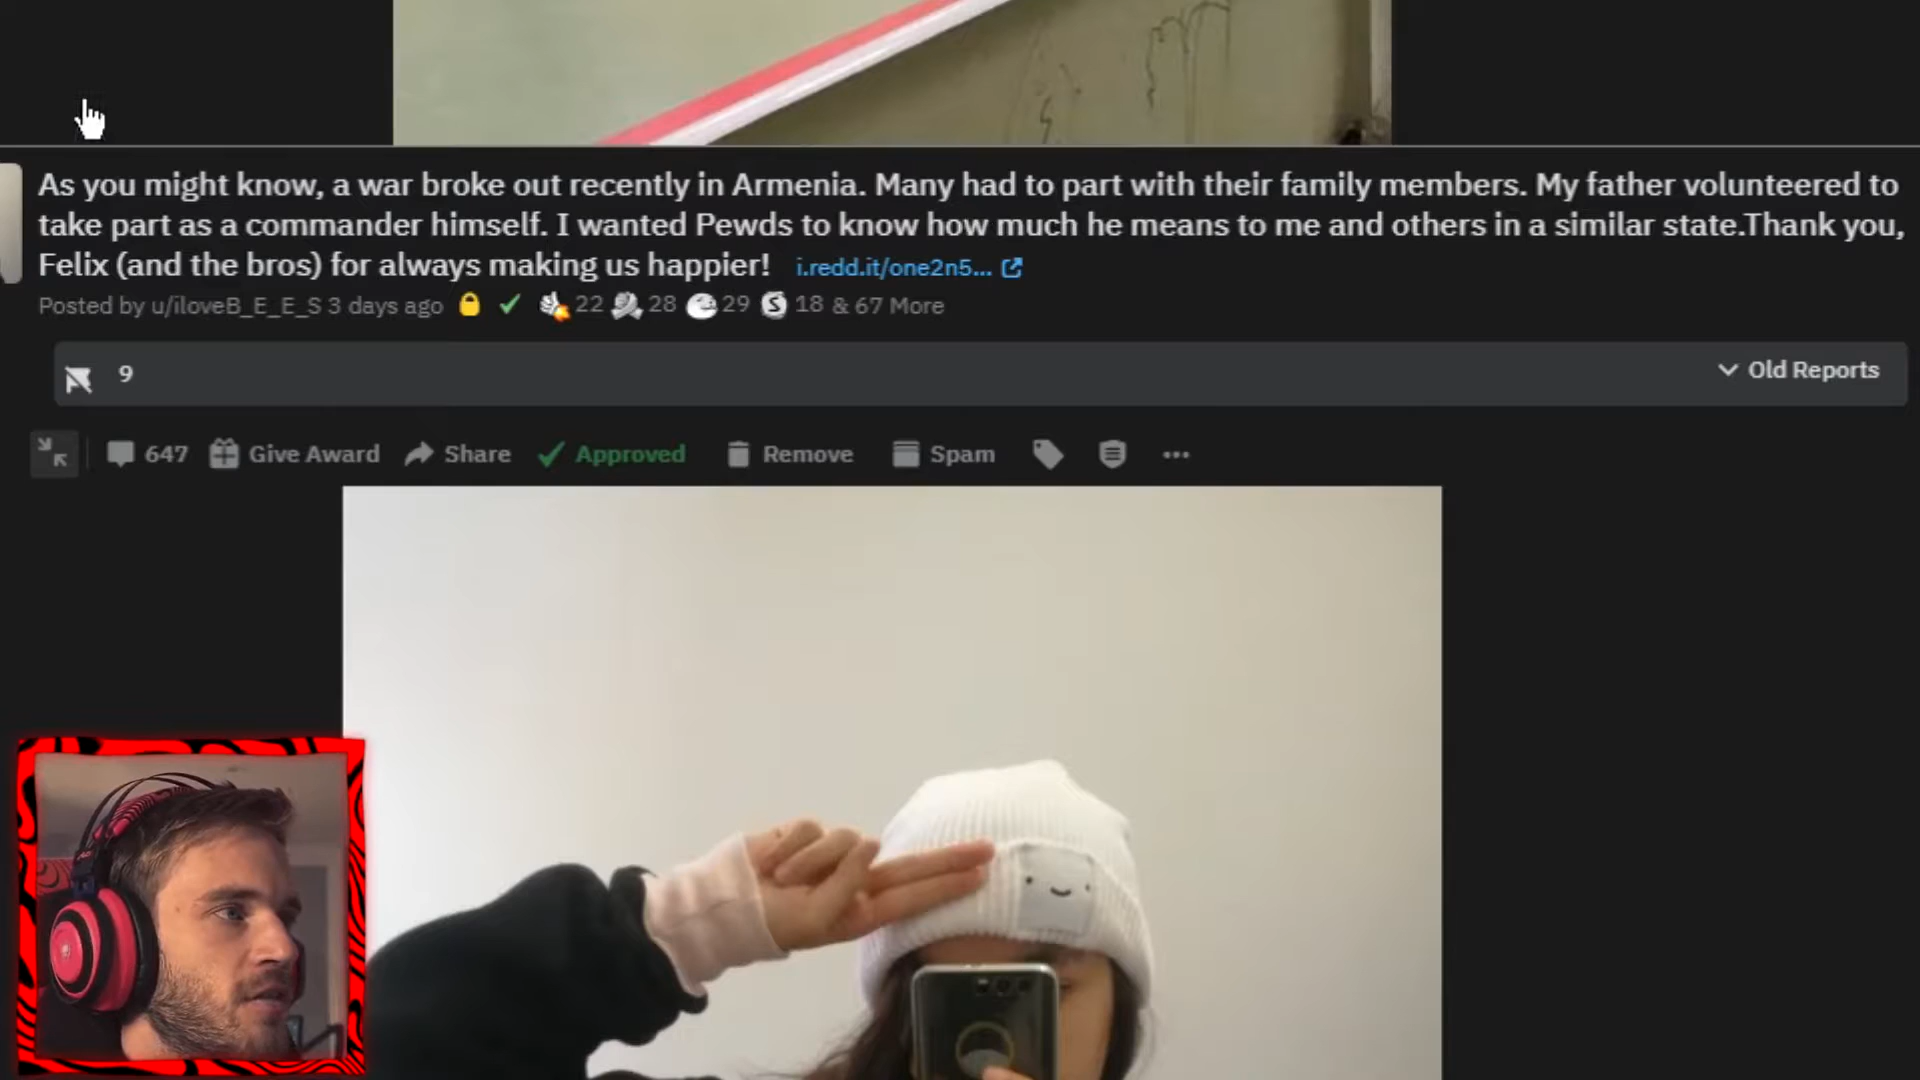 As you might know, a war broke out recently in Armenia. Many had to part with their family members. My father volunteered to
take part as a commander himself. I wanted Pewds to know how much he means to me and others in a similar state.Thank you,
Felix (and the bros) for always making us happier! i.redd.it/one2n5...
Posted by u/iloveB_E_E_S 3 days ago 22 28 29 S 18 & 67 More
9 Old Reports
647 Give Award Share Approved Remove Spam